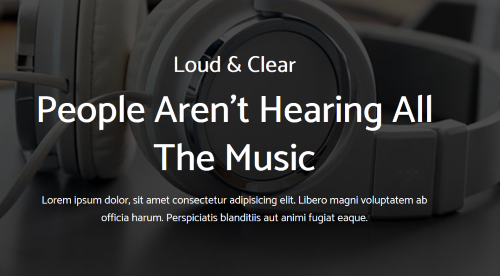 Loud & Clear
People Aren't Hearing All
The Music
Lorem ipsum dolor, sit amet consectetur adipisicing elit. Libero magni voluptatem ab
officia harum. Perspiciatis blanditiis aut animi fugiat eaque.